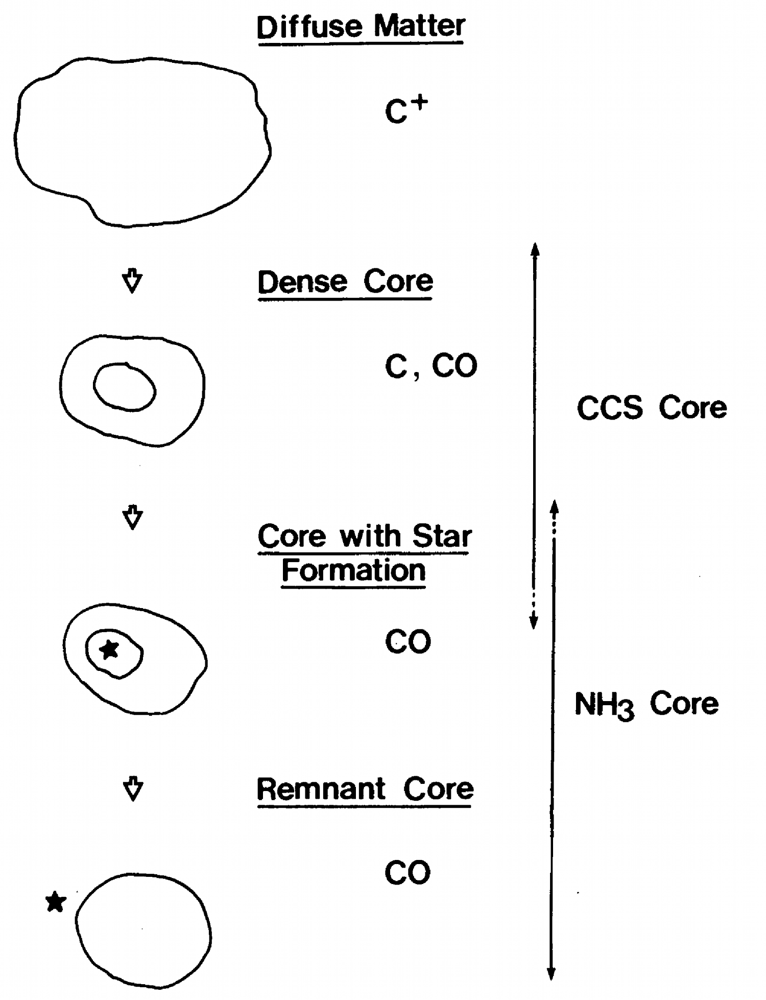 Diffuse Matter
C⁺
Dense Core
C, CO
CCS Core
Core with Star
Formation
CO
NH₃ Core
Remnant Core
CO